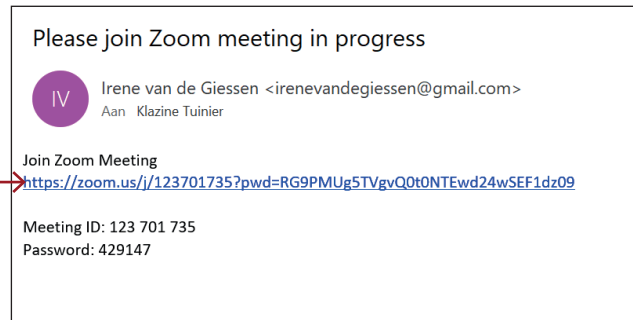 Please join Zoom meeting in progress
IV
Irene van de Giessen <irenevandegiessen@gmail.com>
Aan Klazine Tuinier
Join Zoom Meeting
https://zoom.us/j/123701735?pwd=RG9PMUg5TVgvQ0t0NTEwd24wSEF1dz09
Meeting ID: 123 701 735
Password: 429147